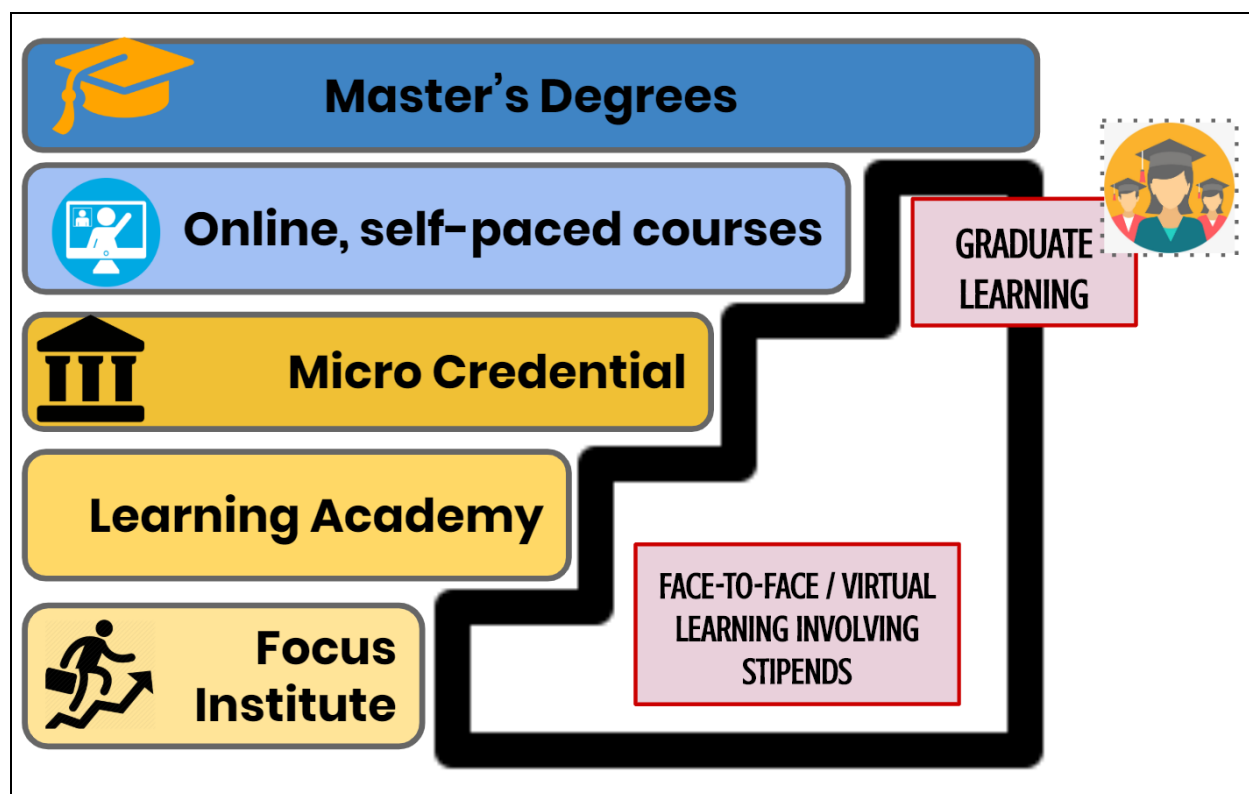 Master's Degrees
Online, self-paced courses
GRADUATE
LEARNING
Micro Credential
Learning Academy
FACE-TO-FACE / VIRTUAL
LEARNING INVOLVING
STIPENDS
Focus
Institute